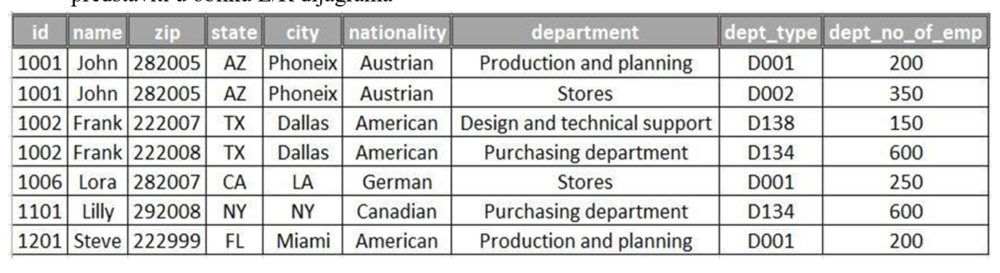 predstaviti u obliku E/R dijagrama
id name zip state city nationality department dept_type dept_no_of_emp
1001 John 282005 AZ Phoneix Austrian Production and planning D001 200
1001 John 282005 AZ Phoneix Austrian Stores D002 350
1002 Frank 222007 TX Dallas American Design and technical support D138 150
1002 Frank 222008 TX Dallas American Purchasing department D134 600
1006 Lora 282007 CA LA German Stores D001 250
1101 Lilly 292008 NY NY Canadian Purchasing department D134 600
1201 Steve 222999 FL Miami American Production and planning D001 200